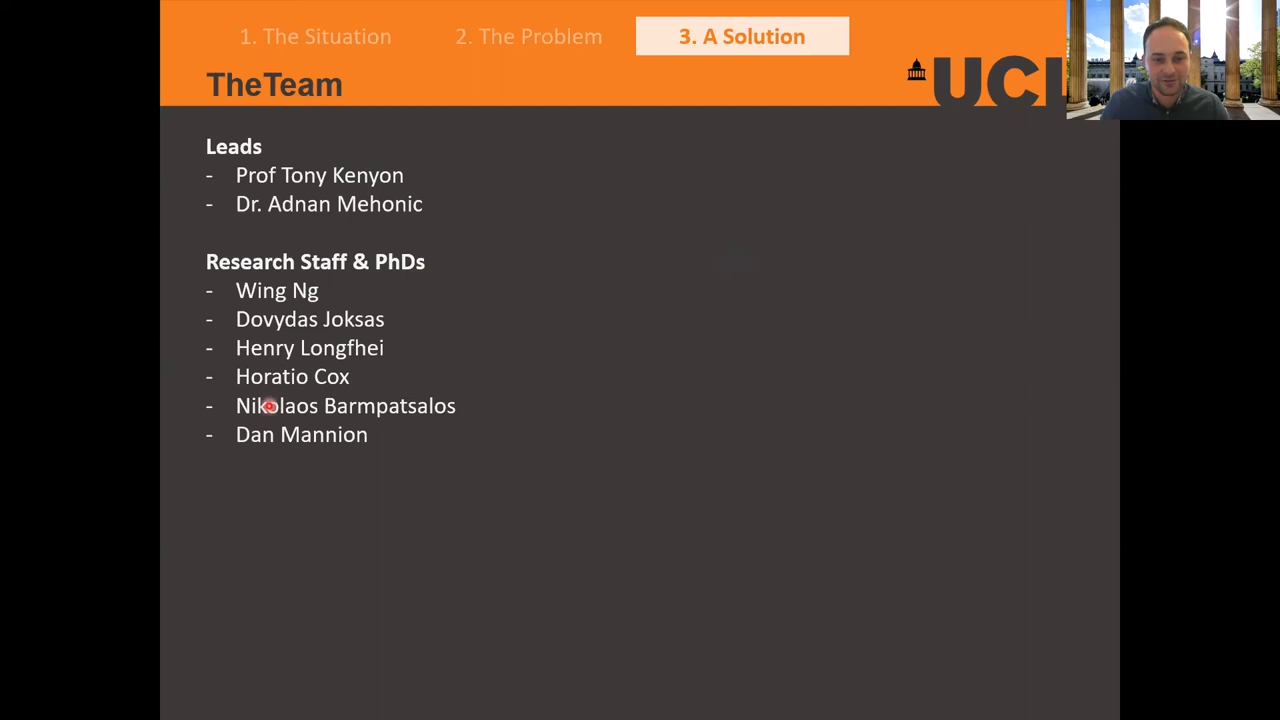 1. The Situation
2. The Problem
3. A Solution
TheTeam
UCL
Leads
- Prof Tony Kenyon
- Dr. Adnan Mehonic
Research Staff & PhDs
- Wing Ng
- Dovydas Joksas
- Henry Longfhei
- Horatio Cox
- Nikolaos Barmpatsalos
- Dan Mannion